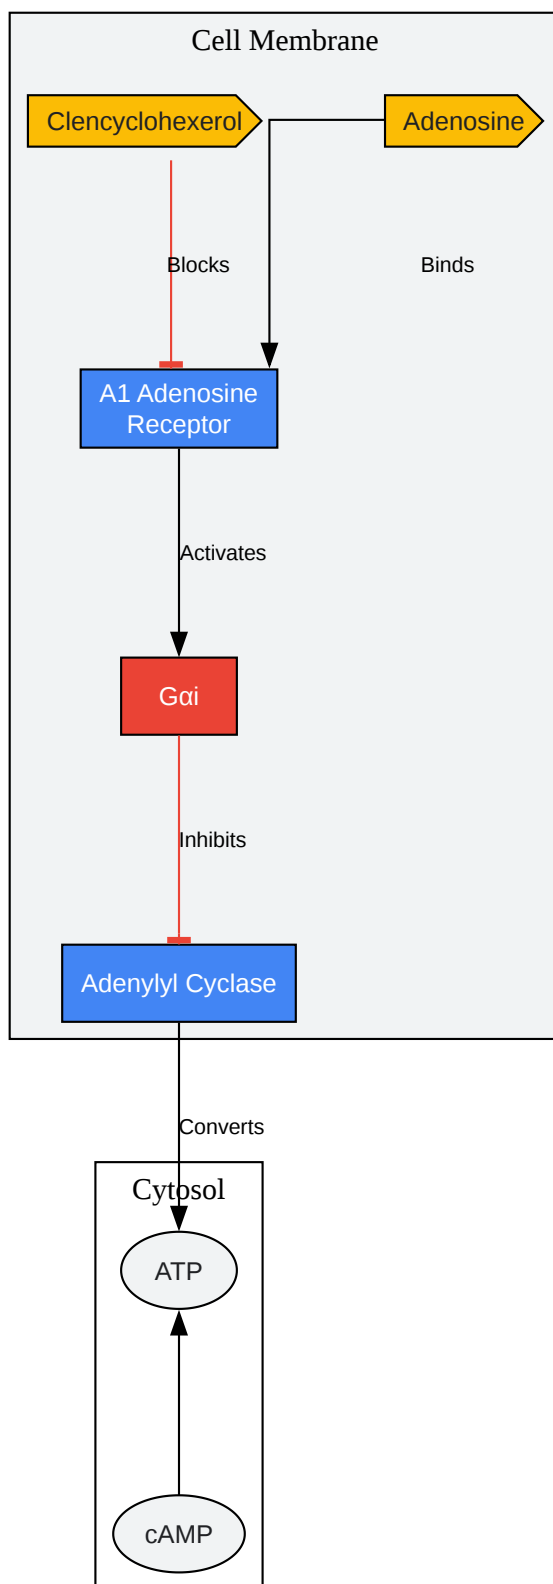 Cell Membrane
Clencyclohexerol
Adenosine
Blocks
Binds
A1 Adenosine
Receptor
Activates
Gαi
Inhibits
Adenylyl Cyclase
Converts
Cytosol
ATP
cAMP